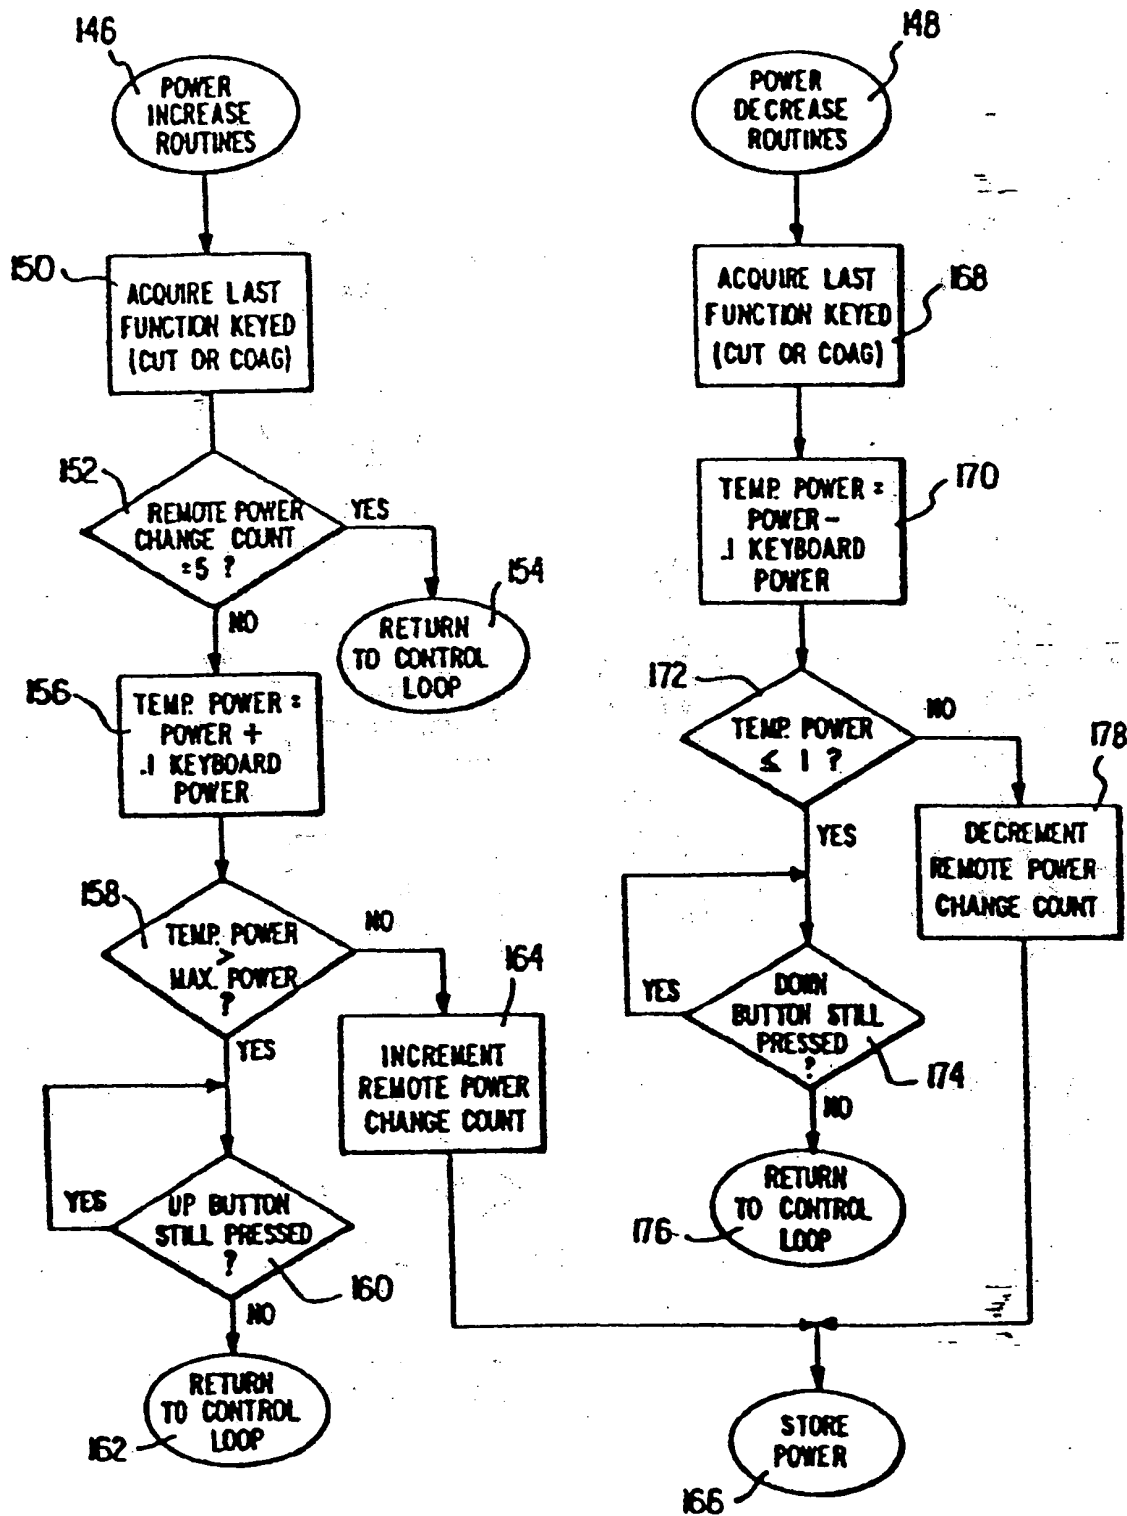 146
POWER
INCREASE
ROUTINES
150
ACQUIRE LAST
FUNCTION KEYED
(CUT OR COAG)
152
REMOTE POWER
CHANGE COUNT
=5 ?
YES
NO
154
RETURN
TO CONTROL
LOOP
156
TEMP. POWER =
POWER +
.1 KEYBOARD
POWER
158
TEMP. POWER
>
MAX. POWER
?
NO
YES
164
INCREMENT
REMOTE POWER
CHANGE COUNT
YES
UP BUTTON
STILL PRESSED
?
160
NO
RETURN
TO CONTROL
LOOP
162
148
POWER
DECREASE
ROUTINES
168
ACQUIRE LAST
FUNCTION KEYED
(CUT OR COAG)
170
TEMP. POWER =
POWER -
.1 KEYBOARD
POWER
172
TEMP. POWER
≤ 1 ?
NO
YES
178
DECREMENT
REMOTE POWER
CHANGE COUNT
YES
DOWN
BUTTON STILL
PRESSED
?
174
NO
RETURN
TO CONTROL
LOOP
176
STORE
POWER
166